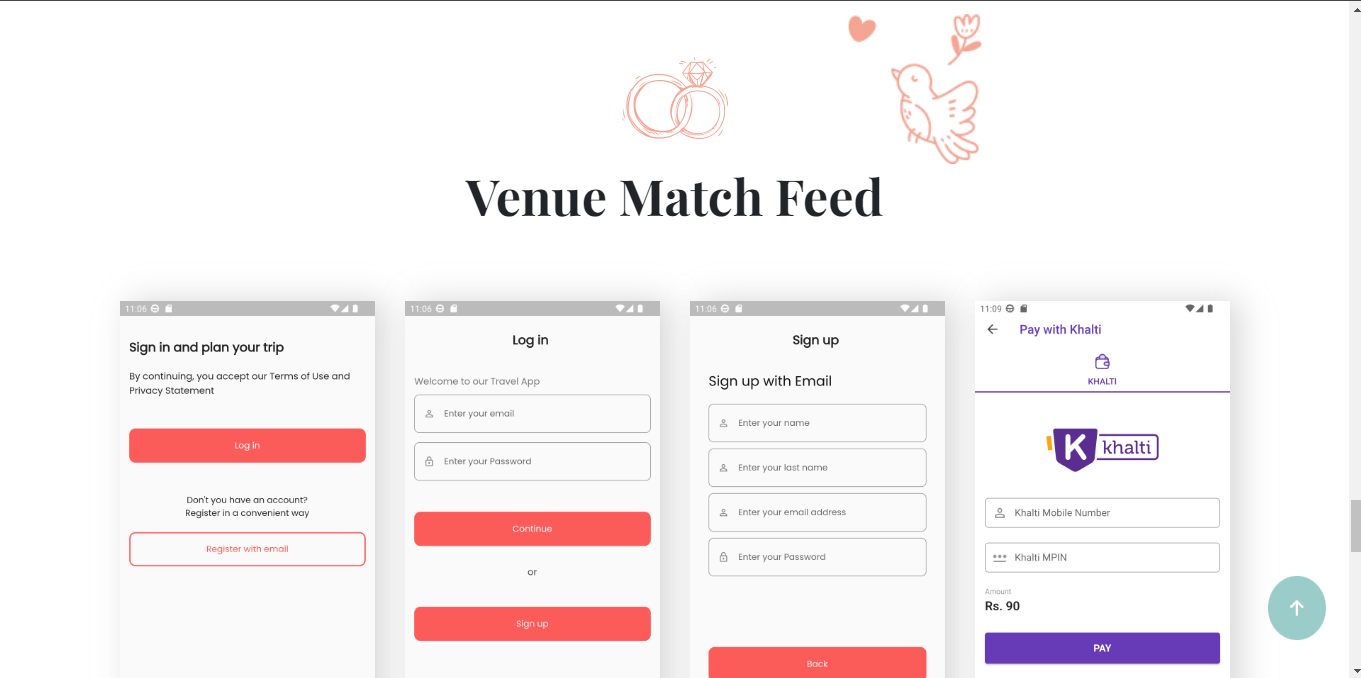 Venue Match Feed
11:06
Sign in and plan your trip
By continuing, you accept our Terms of Use and
Privacy Statement
Log in
Don't you have an account?
Register in a convenient way
Register with email
11:06
Log in
Welcome to our Travel App
Enter your email
Enter your Password
Continue
or
Sign up
11:06
Sign up
Sign up with Email
Enter your name
Enter your last name
Enter your email address
Enter your Password
Back
11:09
Pay with Khalti
KHALTI
K khalti
Khalti Mobile Number
Khalti MPIN
Amount
Rs. 90
PAY